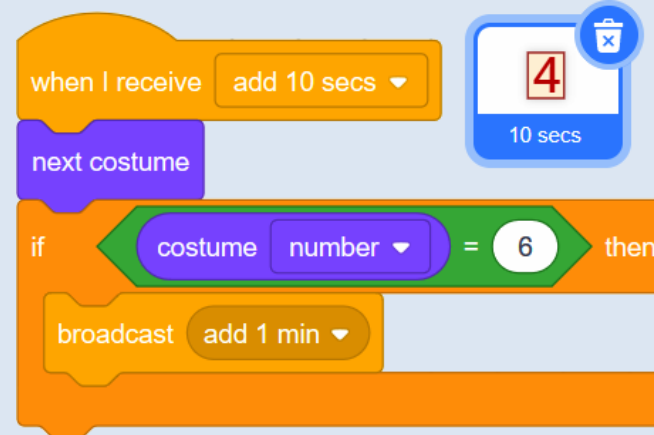 when I receive add 10 secs
4
10 secs
next costume
if costume number = 6 then
broadcast add 1 min